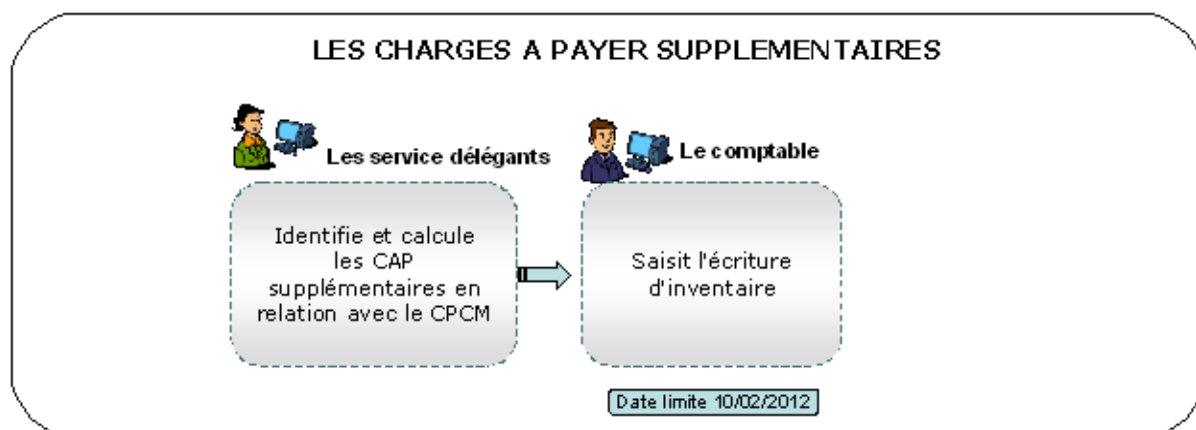 LES CHARGES A PAYER SUPPLEMENTAIRES
Les service délégants
Le comptable
Identifie et calcule
les CAP
supplémentaires en
relation avec le CPCM
Saisit l'écriture
d'inventaire
Date limite 10/02/2012